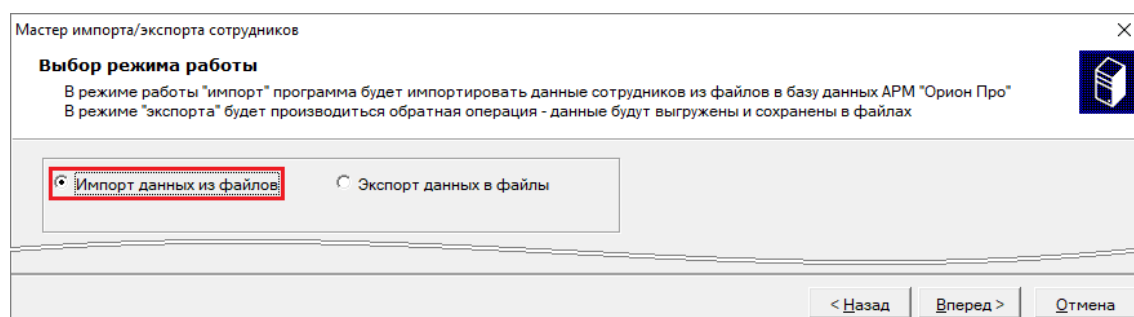 Мастер импорта/экспорта сотрудников
Выбор режима работы
В режиме работы "импорт" программа будет импортировать данные сотрудников из файлов в базу данных АРМ "Орион Про"
В режиме "экспорта" будет производиться обратная операция - данные будут выгружены и сохранены в файлах
Импорт данных из файлов
Экспорт данных в файлы
< Назад
Вперед >
Отмена